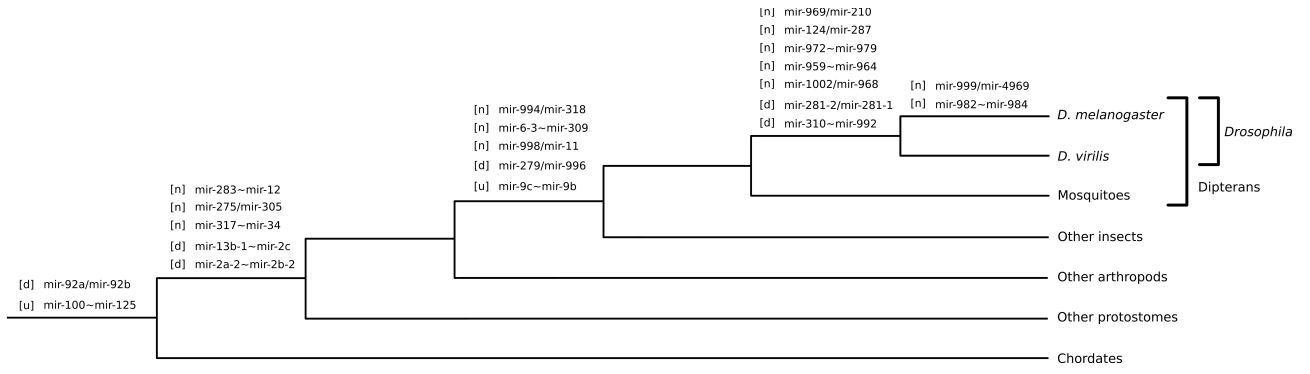 [n] mir-969/mir-210
[n] mir-124/mir-287
[n] mir-972~mir-979
[n] mir-959~mir-964
[n] mir-1002/mir-968
[d] mir-281-2/mir-281-1
[d] mir-310~mir-992
[n] mir-999/mir-4969
[n] mir-982~mir-984
[n] mir-994/mir-318
[n] mir-6-3~mir-309
[n] mir-998/mir-11
[d] mir-279/mir-996
[u] mir-9c~mir-9b
[n] mir-283~mir-12
[n] mir-275/mir-305
[n] mir-317~mir-34
[d] mir-13b-1~mir-2c
[d] mir-2a-2~mir-2b-2
[d] mir-92a/mir-92b
[u] mir-100~mir-125
D. melanogaster
Drosophila
D. virilis
Dipterans
Mosquitoes
Other insects
Other arthropods
Other protostomes
Chordates